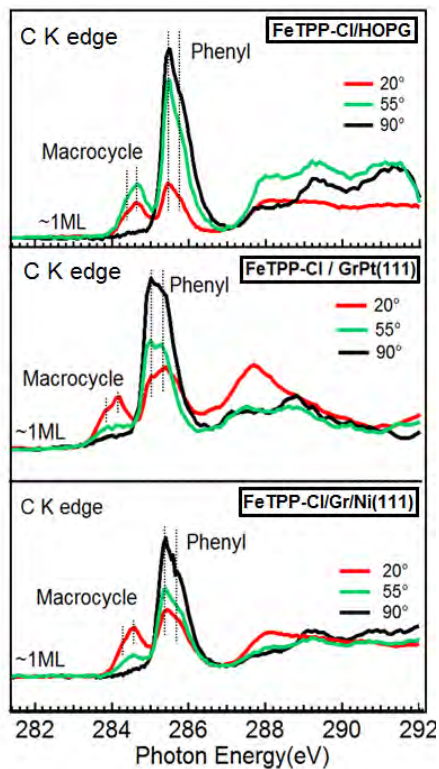 C K edge
FeTPP-Cl/HOPG
Phenyl
20°
55°
90°
Macrocycle
~1ML
C K edge
FeTPP-Cl / GrPt(111)
Phenyl
20°
55°
90°
Macrocycle
~1ML
C K edge
FeTPP-Cl/Gr/Ni(111)
Phenyl
20°
55°
90°
Macrocycle
~1ML
282 284 286 288 290 292
Photon Energy(eV)